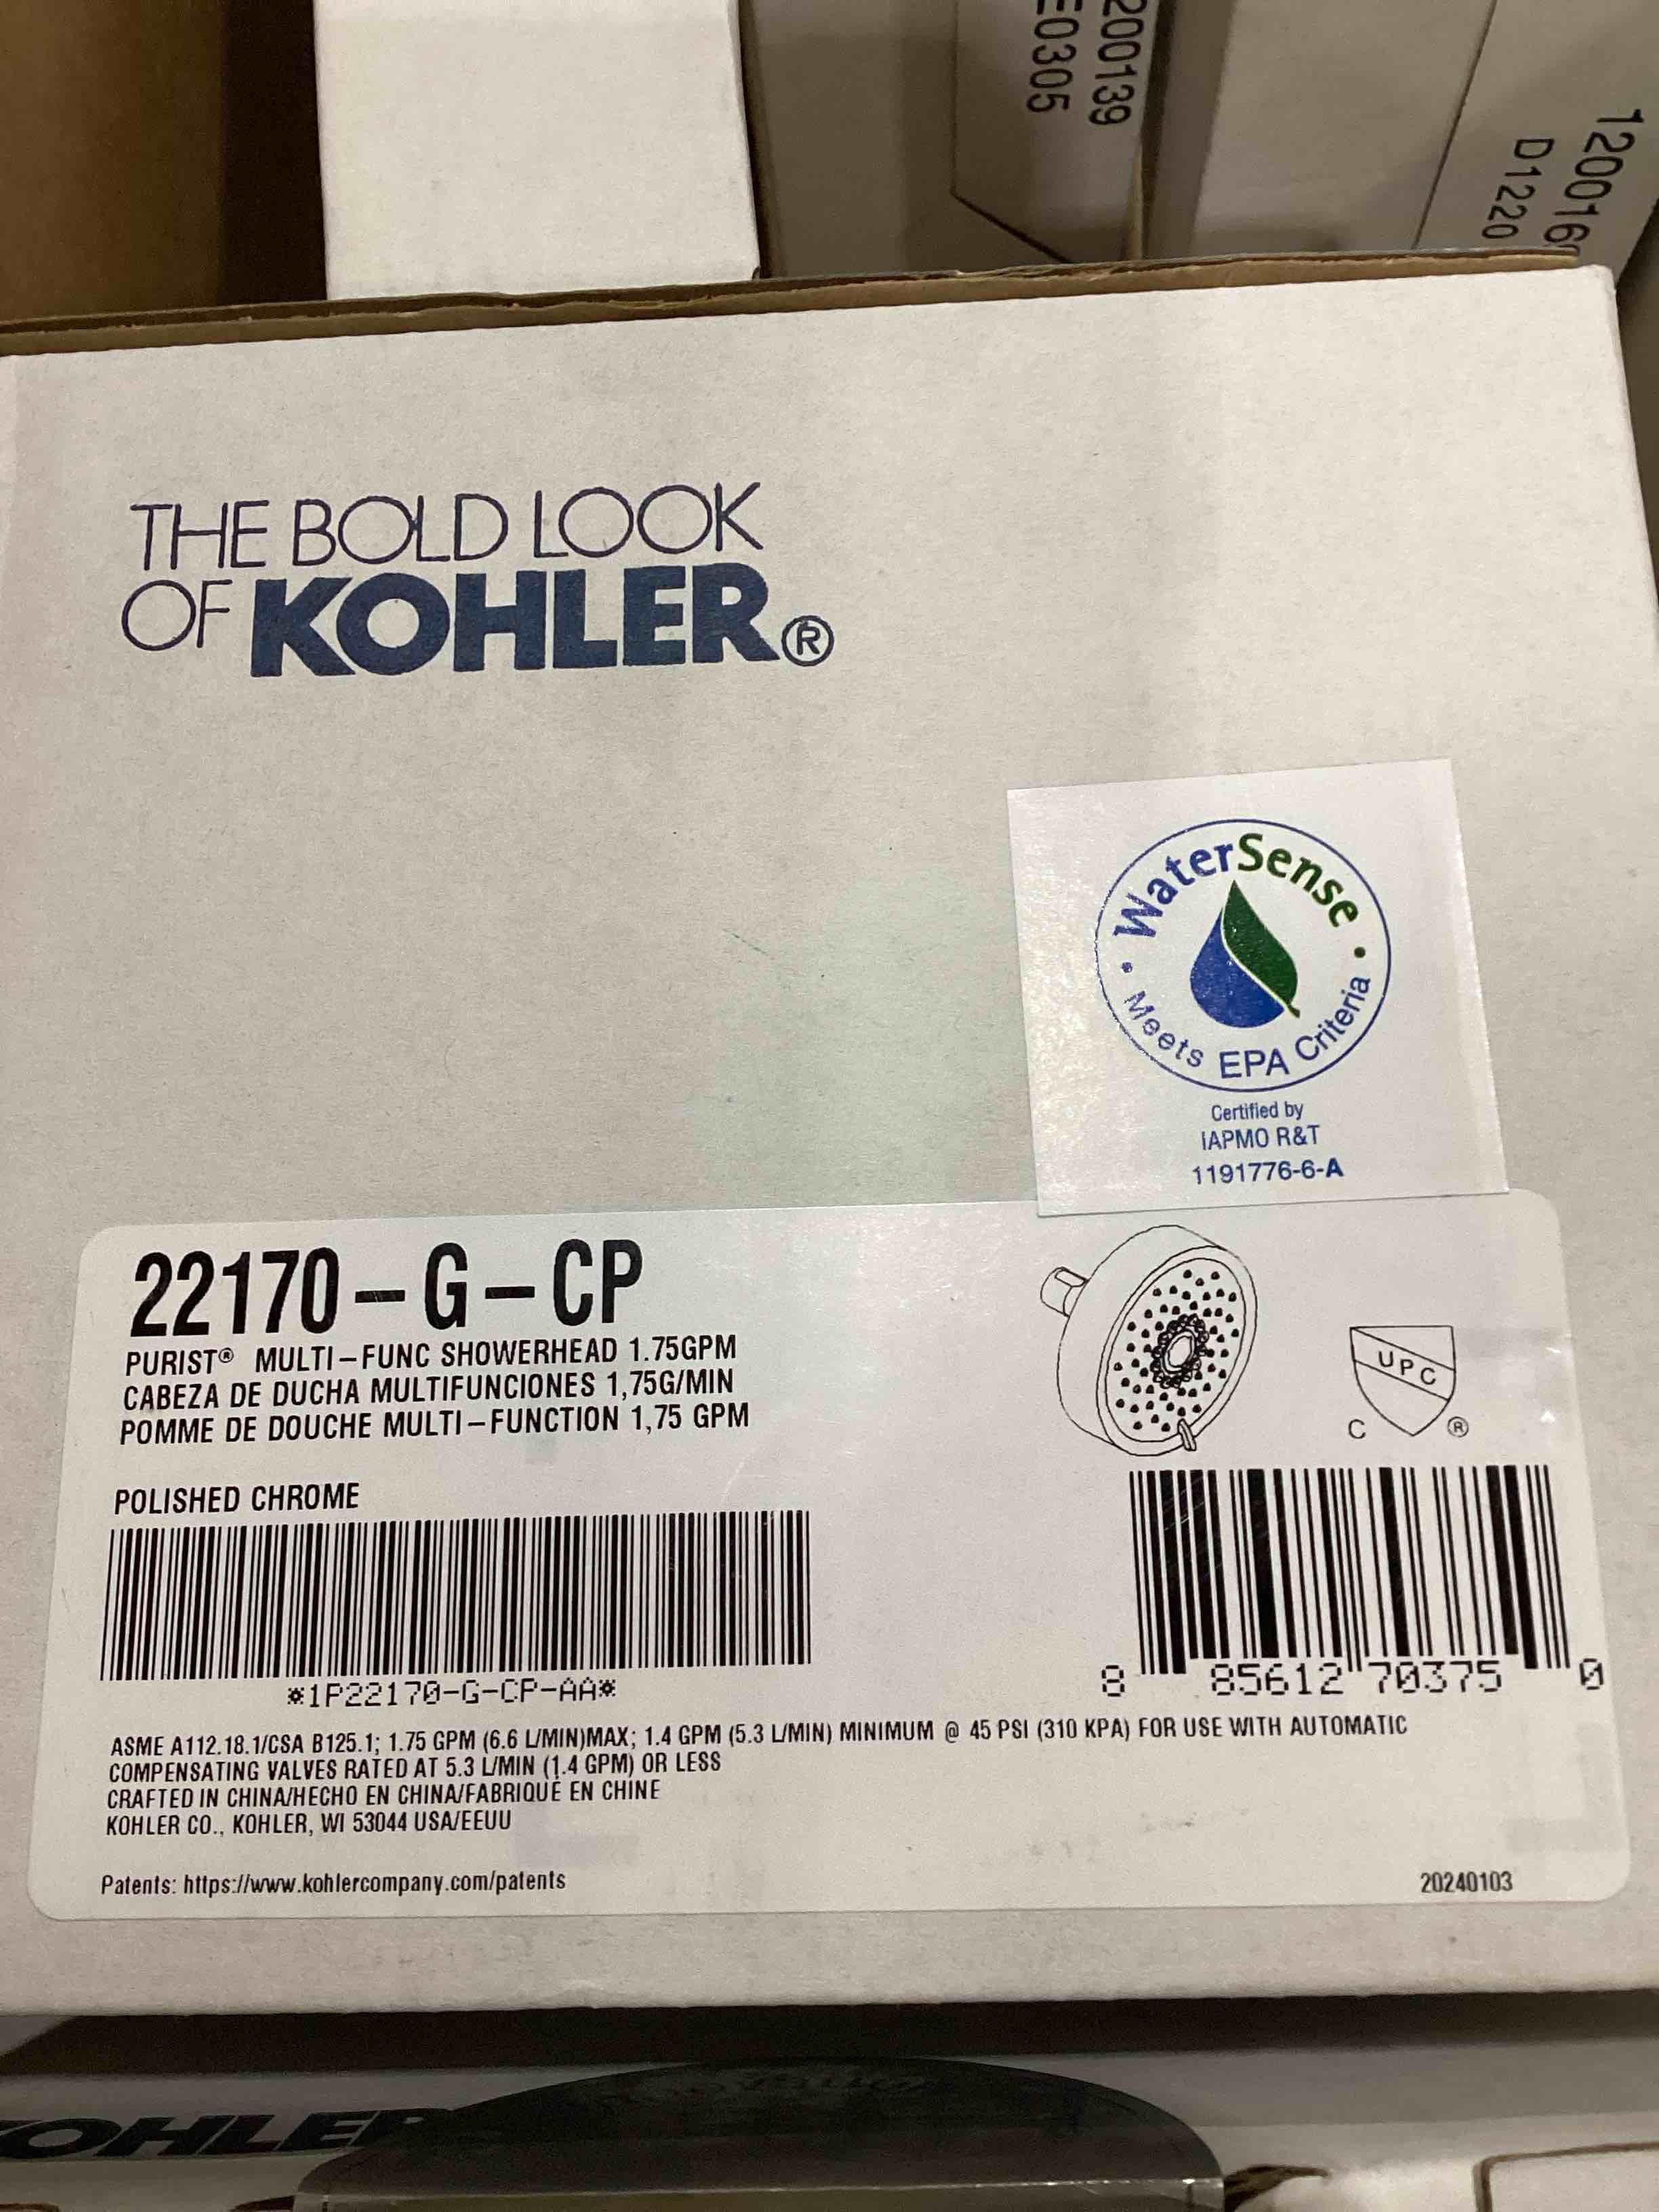 200139
E0305
120016
D1220
THE BOLD LOOK
OF KOHLER®
WaterSense
Meets EPA Criteria
Certified by
IAPMO R&T
1191776-6-A
22170-G-CP
PURIST® MULTI-FUNC SHOWERHEAD 1.75GPM
CABEZA DE DUCHA MULTIFUNCIONES 1,75G/MIN
POMME DE DOUCHE MULTI-FUNCTION 1,75 GPM
UPC
C ®
POLISHED CHROME
*1P22170-G-CP-AA*
8 85612 70375 0
ASME A112.18.1/CSA B125.1; 1.75 GPM (6.6 L/MIN)MAX; 1.4 GPM (5.3 L/MIN) MINIMUM @ 45 PSI (310 KPA) FOR USE WITH AUTOMATIC
COMPENSATING VALVES RATED AT 5.3 L/MIN (1.4 GPM) OR LESS
CRAFTED IN CHINA/HECHO EN CHINA/FABRIQUÉ EN CHINE
KOHLER CO., KOHLER, WI 53044 USA/EEUU
Patents: https://www.kohlercompany.com/patents
20240103
KOHLER